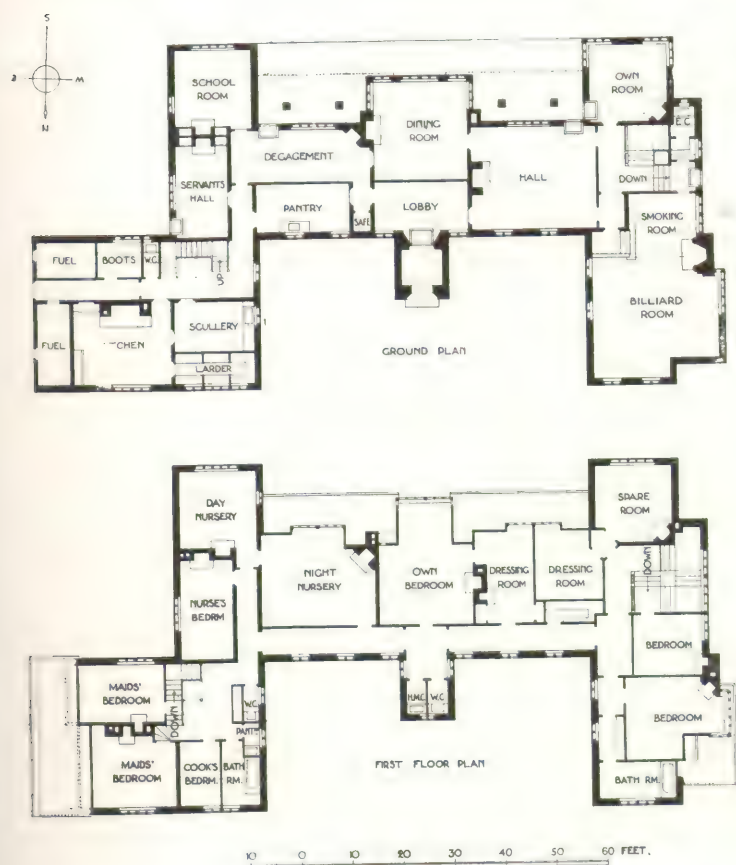 S
N
SCHOOL
ROOM
OWN
ROOM
DINING
ROOM
E.C.
DEGAGEMENT
HALL
DOWN
SERVANTS
HALL
PANTRY
SAFE
LOBBY
SMOKING
ROOM
FUEL
BOOTS
W.C.
UP
BILLIARD
ROOM
FUEL
SCULLERY
LARDER
GROUND PLAN
DAY
NURSERY
SPARE
ROOM
NIGHT
NURSERY
OWN
BEDROOM
DRESSING
ROOM
DRESSING
ROOM
DOWN
NURSE'S
BEDRM
BEDROOM
MAIDS'
BEDROOM
DOWN
W.C.
H.M.C.
W.C.
BEDROOM
MAIDS'
BEDROOM
COOK'S
BEDRM.
BATH
RM.
FIRST FLOOR PLAN
BATH RM.
10 0 10 20 30 40 50 60 FEET.